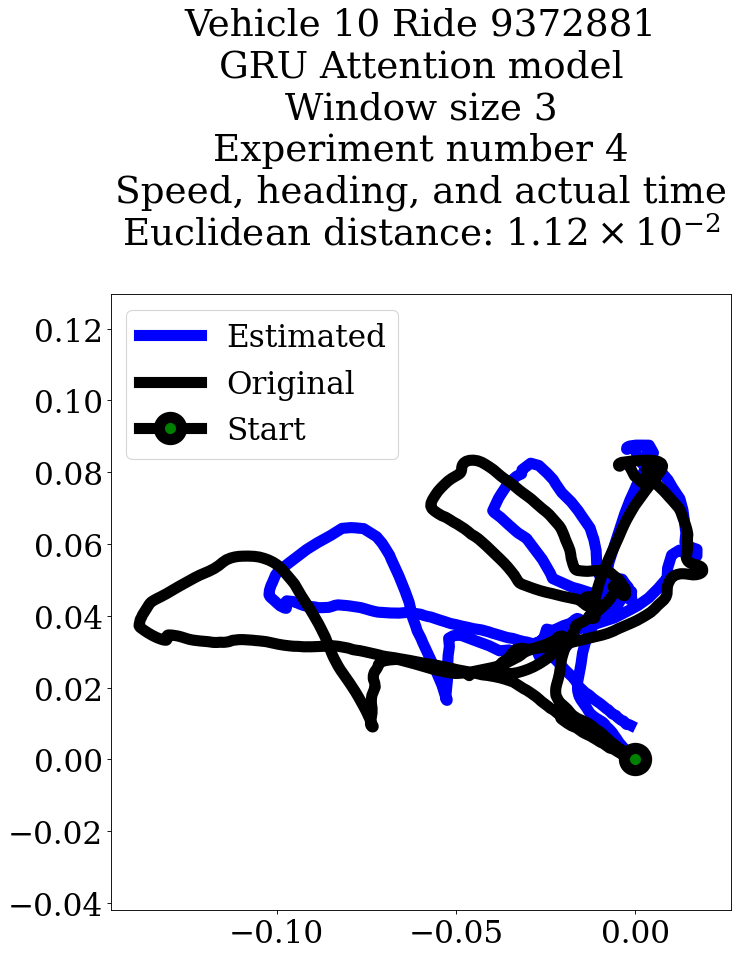 Vehicle 10 Ride 9372881
GRU Attention model
Window size 3
Experiment number 4
Speed, heading, and actual time
Euclidean distance: 1.12 × 10⁻²
Estimated
Original
Start
0.12
0.10
0.08
0.06
0.04
0.02
0.00
−0.02
−0.04
−0.10
−0.05
0.00